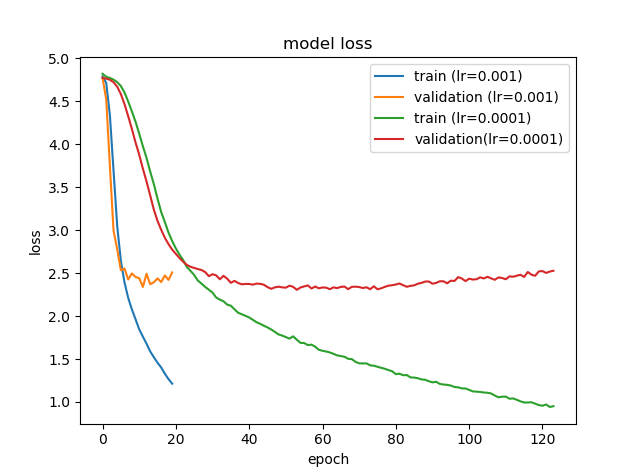 model loss
train (lr=0.001)
validation (lr=0.001)
train (lr=0.0001)
validation(lr=0.0001)
5.0
4.5
4.0
3.5
3.0
2.5
2.0
1.5
1.0
loss
0 20 40 60 80 100 120
epoch